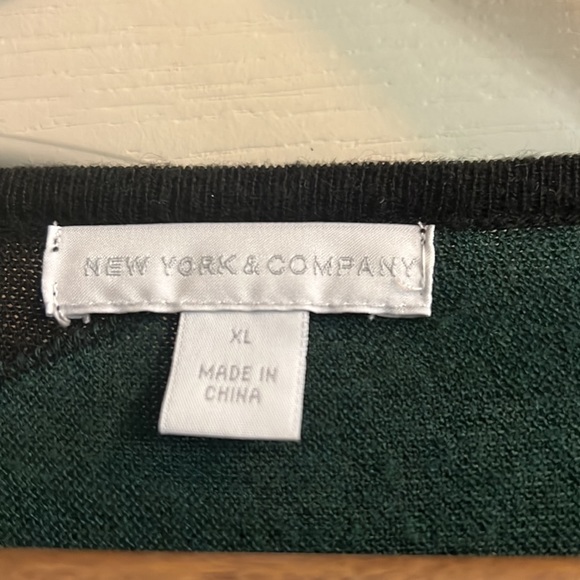 NEW YORK & COMPANY
XL
MADE IN
CHINA